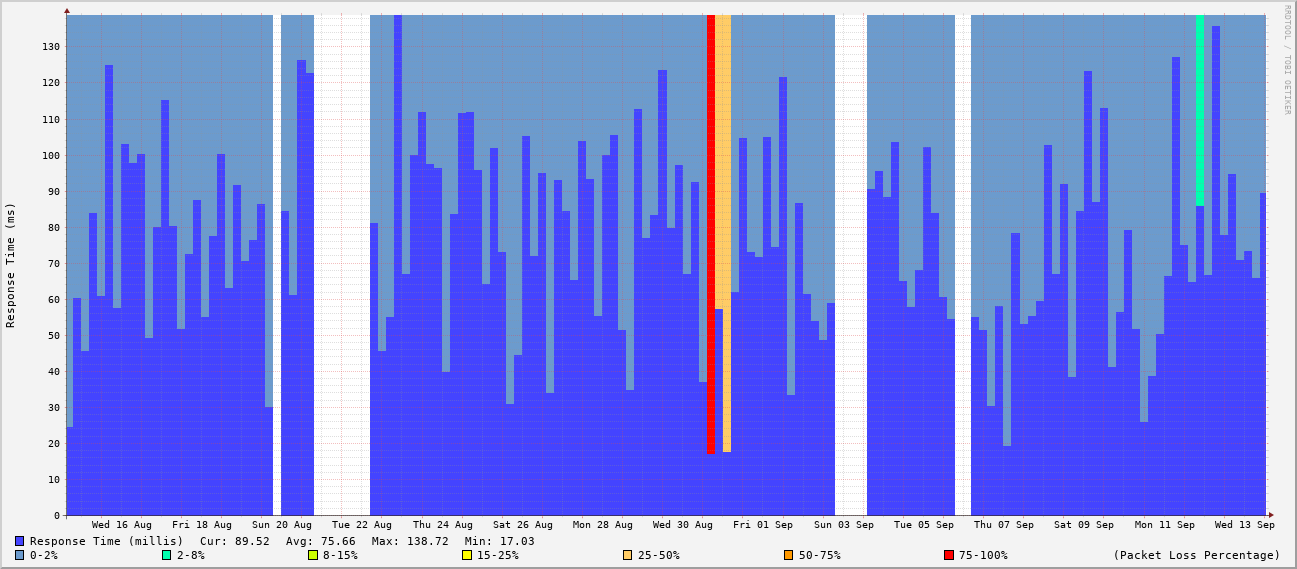 RRDTOOL / TOBI OETIKER
Response Time (ms)
130
120
110
100
90
80
70
60
50
40
30
20
10
0
Wed 16 Aug Fri 18 Aug Sun 20 Aug Tue 22 Aug Thu 24 Aug Sat 26 Aug Mon 28 Aug Wed 30 Aug Fri 01 Sep Sun 03 Sep Tue 05 Sep Thu 07 Sep Sat 09 Sep Mon 11 Sep Wed 13 Sep
Response Time (millis) Cur: 89.52 Avg: 75.66 Max: 138.72 Min: 17.03
0-2% 2-8% 8-15% 15-25% 25-50% 50-75% 75-100% (Packet Loss Percentage)